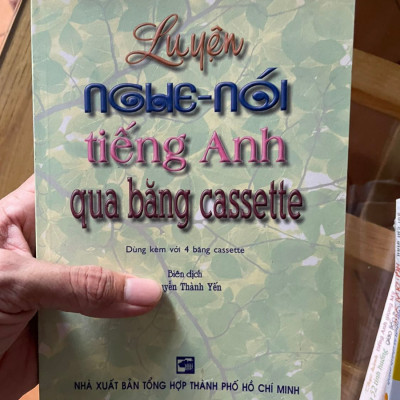 Luyện
NGHE-NÓI
tiếng Anh
qua băng cassette
Dùng kèm với 4 băng cassette
Biên dịch
Thành Yến
NHÀ XUẤT BẢN TỔNG HỢP THÀNH PHỐ HỒ CHÍ MINH